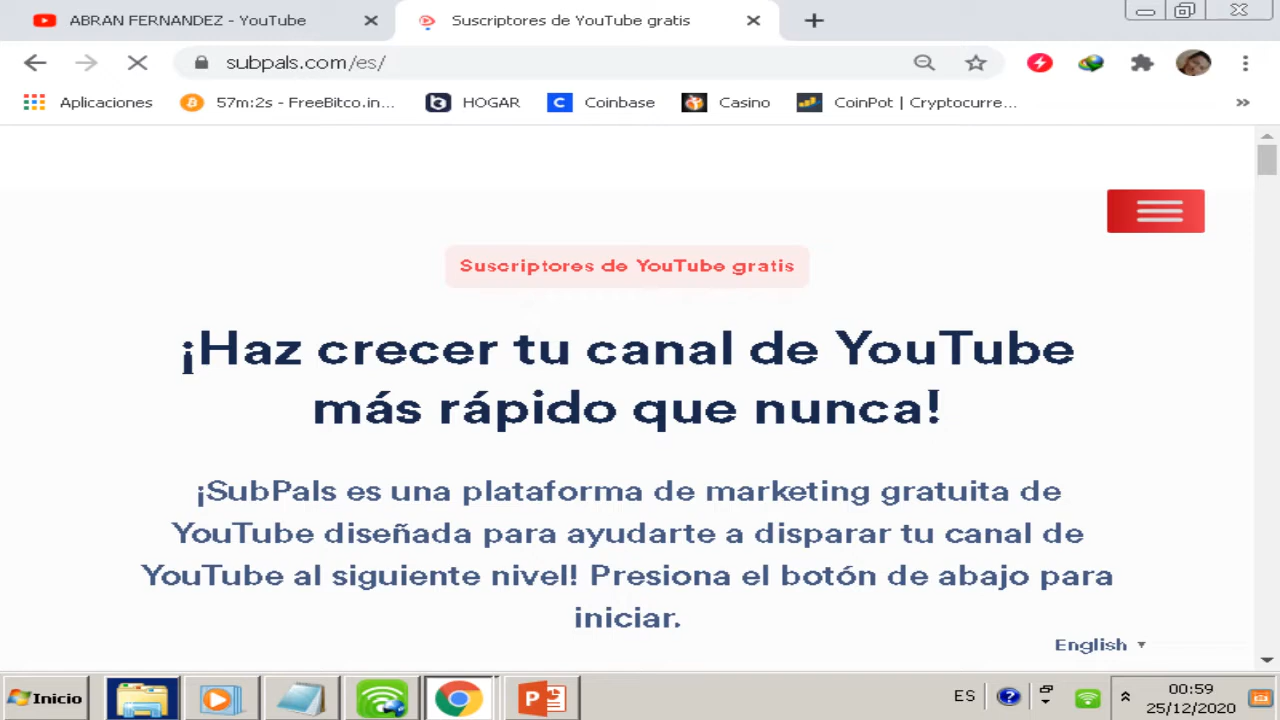 ABRAN FERNANDEZ - YouTube
Suscriptores de YouTube gratis
subpals.com/es/
Aplicaciones
57m:2s - FreeBitco.in...
HOGAR
Coinbase
Casino
CoinPot | Cryptocurre...
Suscriptores de YouTube gratis
¡Haz crecer tu canal de YouTube
más rápido que nunca!
¡SubPals es una plataforma de marketing gratuita de
YouTube diseñada para ayudarte a disparar tu canal de
YouTube al siguiente nivel! Presiona el botón de abajo para
iniciar.
English
Inicio
ES
00:59
25/12/2020